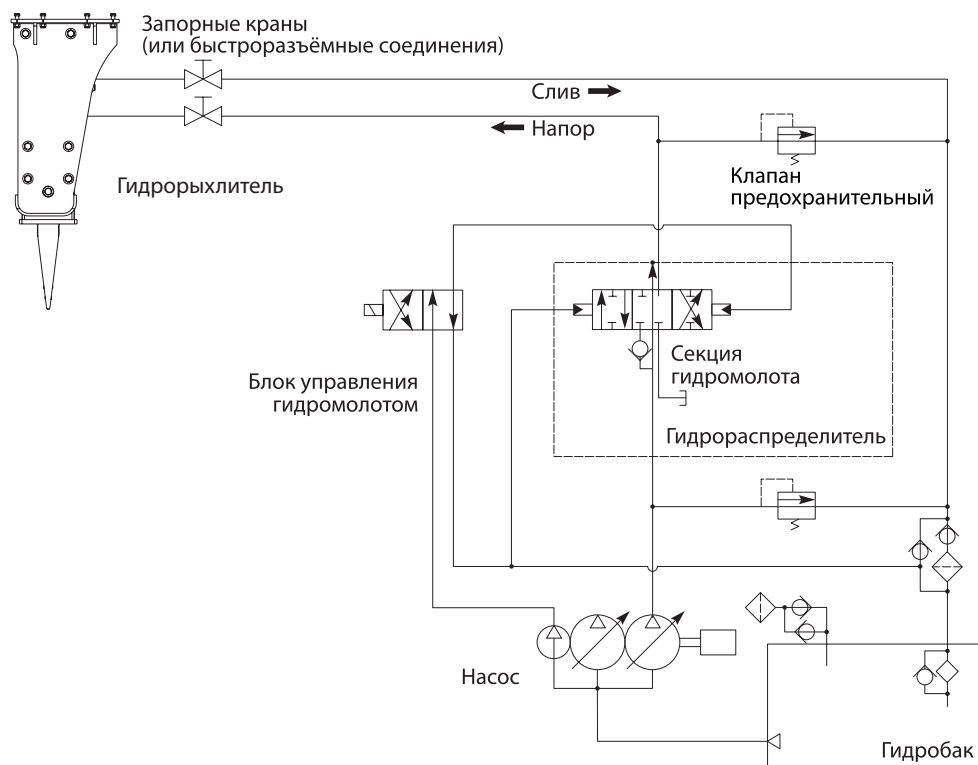 Запорные краны
(или быстроразъёмные соединения)
Слив
Напор
Клапан
предохранительный
Гидрорыхлитель
Секция
гидромолота
Блок управления
гидромолотом
Гидрораспределитель
Насос
Гидробак